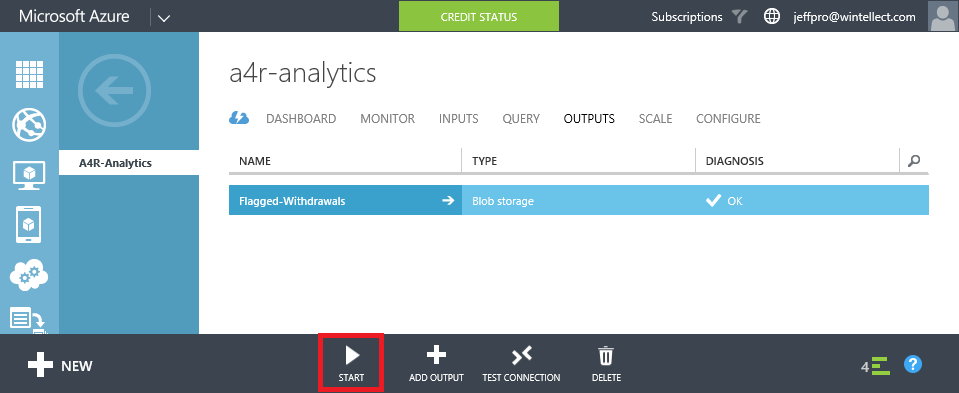 Microsoft Azure
CREDIT STATUS
Subscriptions
jeffpro@wintellect.com
A4R-Analytics
a4r-analytics
DASHBOARD MONITOR INPUTS QUERY OUTPUTS SCALE CONFIGURE
NAME TYPE DIAGNOSIS
Flagged-Withdrawals Blob storage OK
NEW
START ADD OUTPUT TEST CONNECTION DELETE
4
?